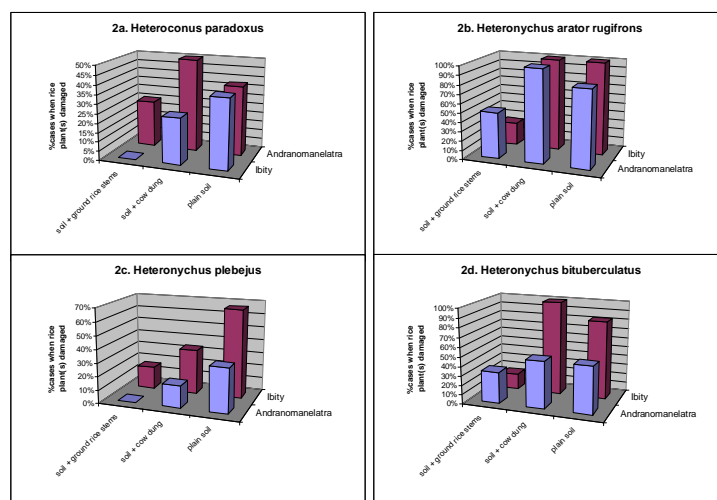 2a. Heteroconus paradoxus
%cases when rice
plant(s) damaged
50%
45%
40%
35%
30%
25%
20%
15%
10%
5%
0%
soil + ground rice stems
soil + cow dung
plain soil
Andranomanelatra
Ibity
2b. Heteronychus arator rugifrons
%cases when rice
plant(s) damaged
100%
90%
80%
70%
60%
50%
40%
30%
20%
10%
0%
soil + ground rice stems
soil + cow dung
plain soil
Ibity
Andranomanelatra
2c. Heteronychus plebejus
%cases when rice
plant(s) damaged
70%
60%
50%
40%
30%
20%
10%
0%
soil + ground rice stems
soil + cow dung
plain soil
Ibity
Andranomanelatra
2d. Heteronychus bituberculatus
%cases when rice
plant(s) damaged
100%
90%
80%
70%
60%
50%
40%
30%
20%
10%
0%
soil + ground rice stems
soil + cow dung
plain soil
Ibity
Andranomanelatra